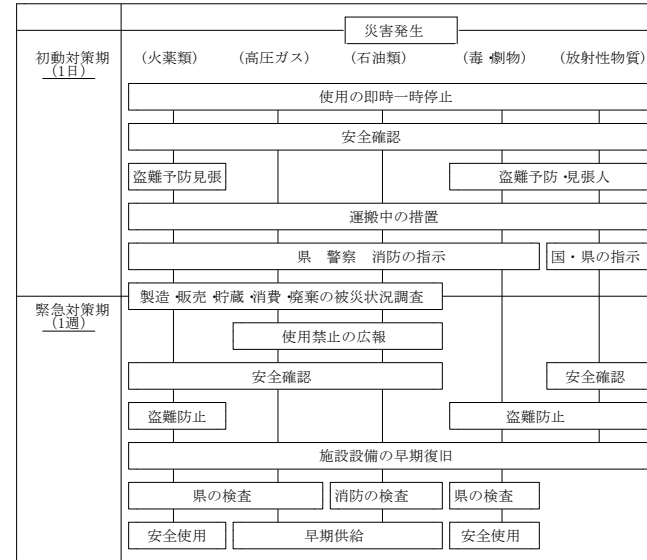 災害発生
初動対策期 (火薬類) (高圧ガス) (石油類) (毒・劇物) (放射性物質)
(1日)
使用の即時一時停止
安全確認
盗難予防見張 盗難予防・見張人
運搬中の措置
県 警察 消防の指示 国・県の指示
製造・販売・貯蔵・消費・廃棄の被災状況調査
緊急対策期
(1週)
使用禁止の広報
安全確認 安全確認
盗難防止 盗難防止
施設設備の早期復旧
県の検査 消防の検査 県の検査
安全使用 早期供給 安全使用